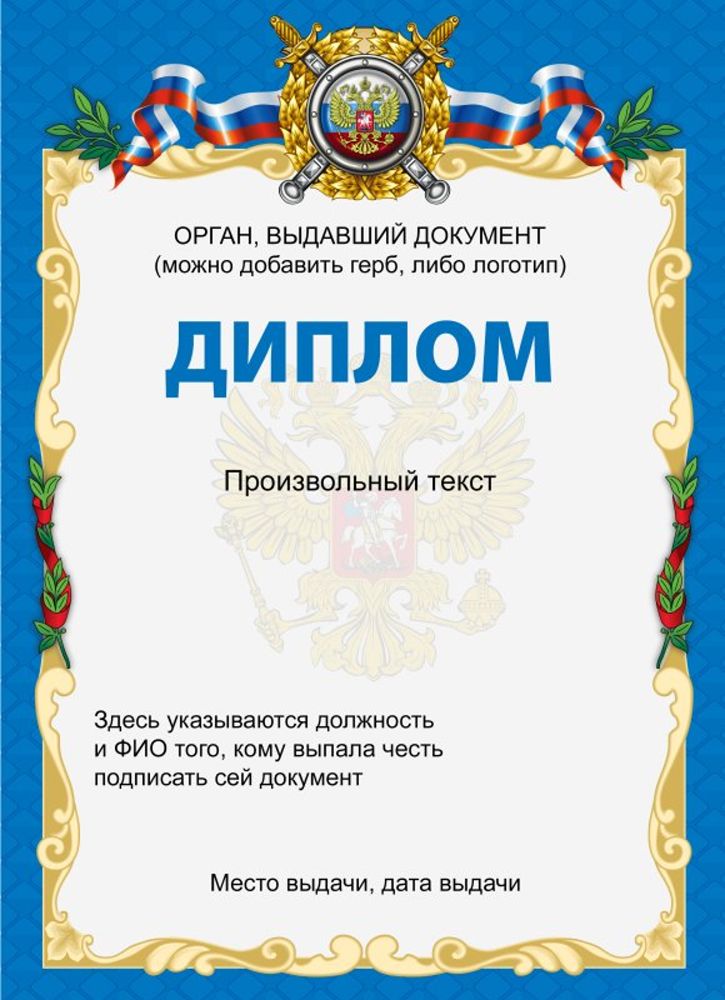 ОРГАН, ВЫДАВШИЙ ДОКУМЕНТ
(можно добавить герб, либо логотип)
ДИПЛОМ
Произвольный текст
Здесь указываются должность
и ФИО того, кому выпала честь
подписать сей документ
Место выдачи, дата выдачи